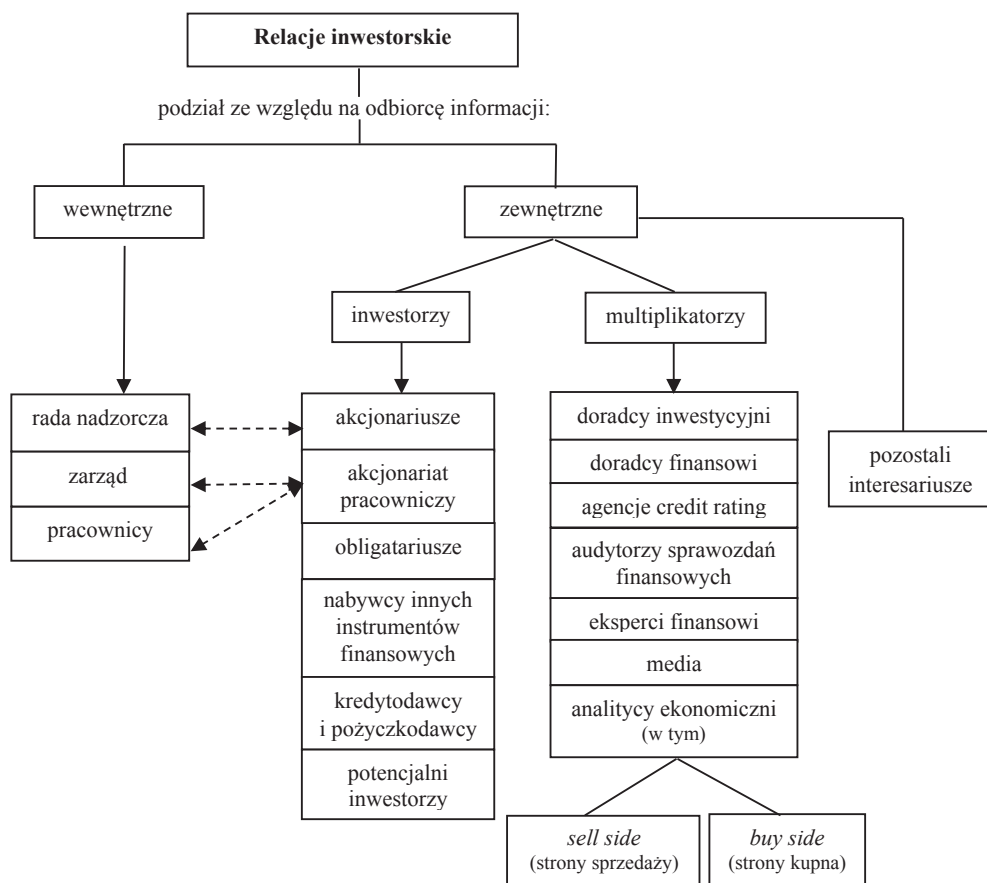 Relacje inwestorskie
podział ze względu na odbiorcę informacji:
wewnętrzne
zewnętrzne
inwestorzy
multiplikatorzy
rada nadzorcza
zarząd
pracownicy
akcjonariusze
akcjonariat
pracowniczy
obligatariusze
nabywcy innych
instrumentów
finansowych
kredytodawcy
i pożyczkodawcy
potencjalni
inwestorzy
doradcy inwestycyjni
doradcy finansowi
agencje credit rating
audytorzy sprawozdań
finansowych
eksperci finansowi
media
analitycy ekonomiczni
(w tym)
pozostali
interesariusze
sell side
(strony sprzedaży)
buy side
(strony kupna)